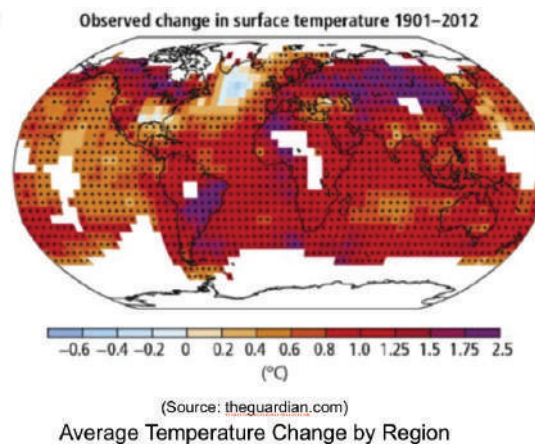 Observed change in surface temperature 1901–2012
−0.6 −0.4 −0.2 0 0.2 0.4 0.6 0.8 1.0 1.25 1.5 1.75 2.5
(°C)
(Source: theguardian.com)
Average Temperature Change by Region